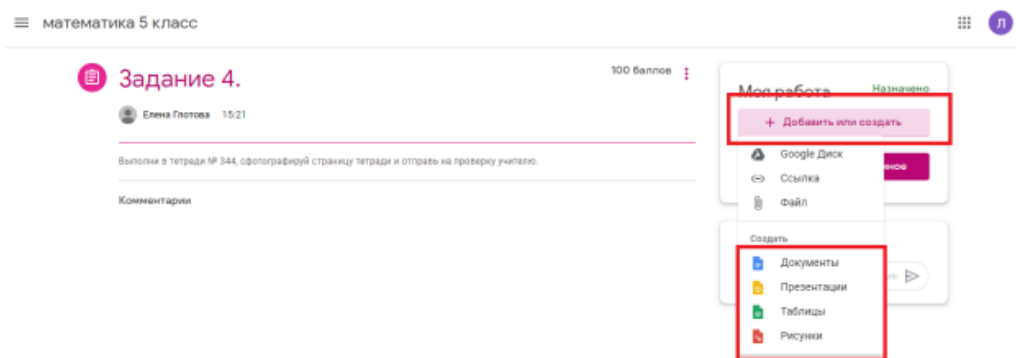 математика 5 класс
Л
Задание 4.
100 баллов
Елена Глотова 15:21
Выполни в тетради № 344, сфотографируй страницу тетради и отправь на проверку учителю.
Комментарии
Моя работа
Назначено
+ Добавить или создать
Google Диск
Ссылка
Файл
Создать
Документы
Презентации
Таблицы
Рисунки